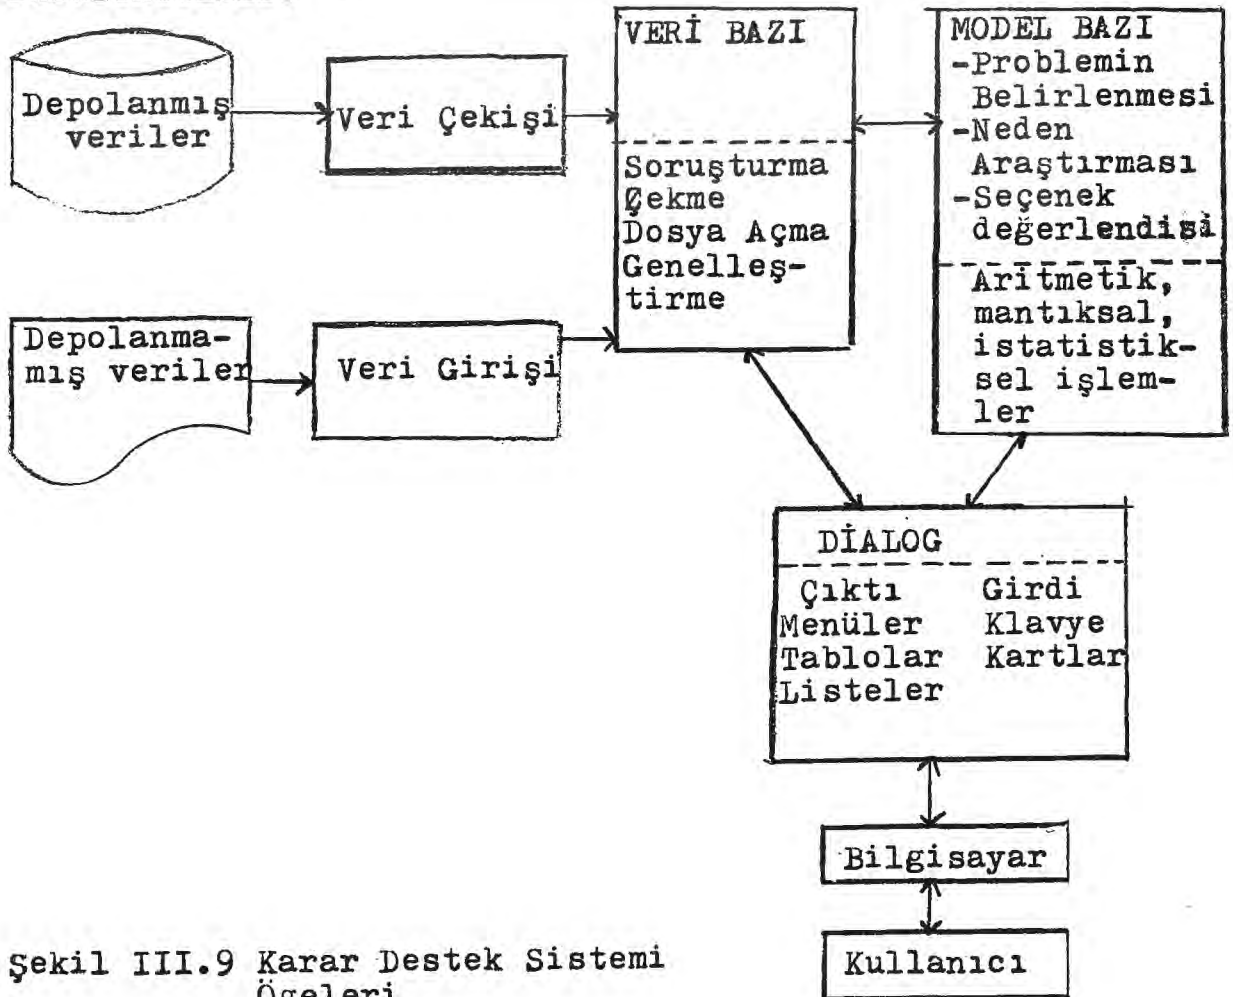 Depolanmış
veriler
Veri Çekişi
VERİ BAZI
Soruşturma
Çekme
Dosya Açma
Genelleş-
tirme
MODEL BAZI
-Problemin
Belirlenmesi
-Neden
Araştırması
-Seçenek
değerlendisi
Aritmetik,
mantıksal,
istatistik-
sel işlem-
ler
Depolanma-
mış veriler
Veri Girişi
DİALOG
Çıktı Girdi
Menüler Klavye
Tablolar Kartlar
Listeler
Bilgisayar
Kullanıcı
Şekil III.9 Karar Destek Sistemi
Ögeleri